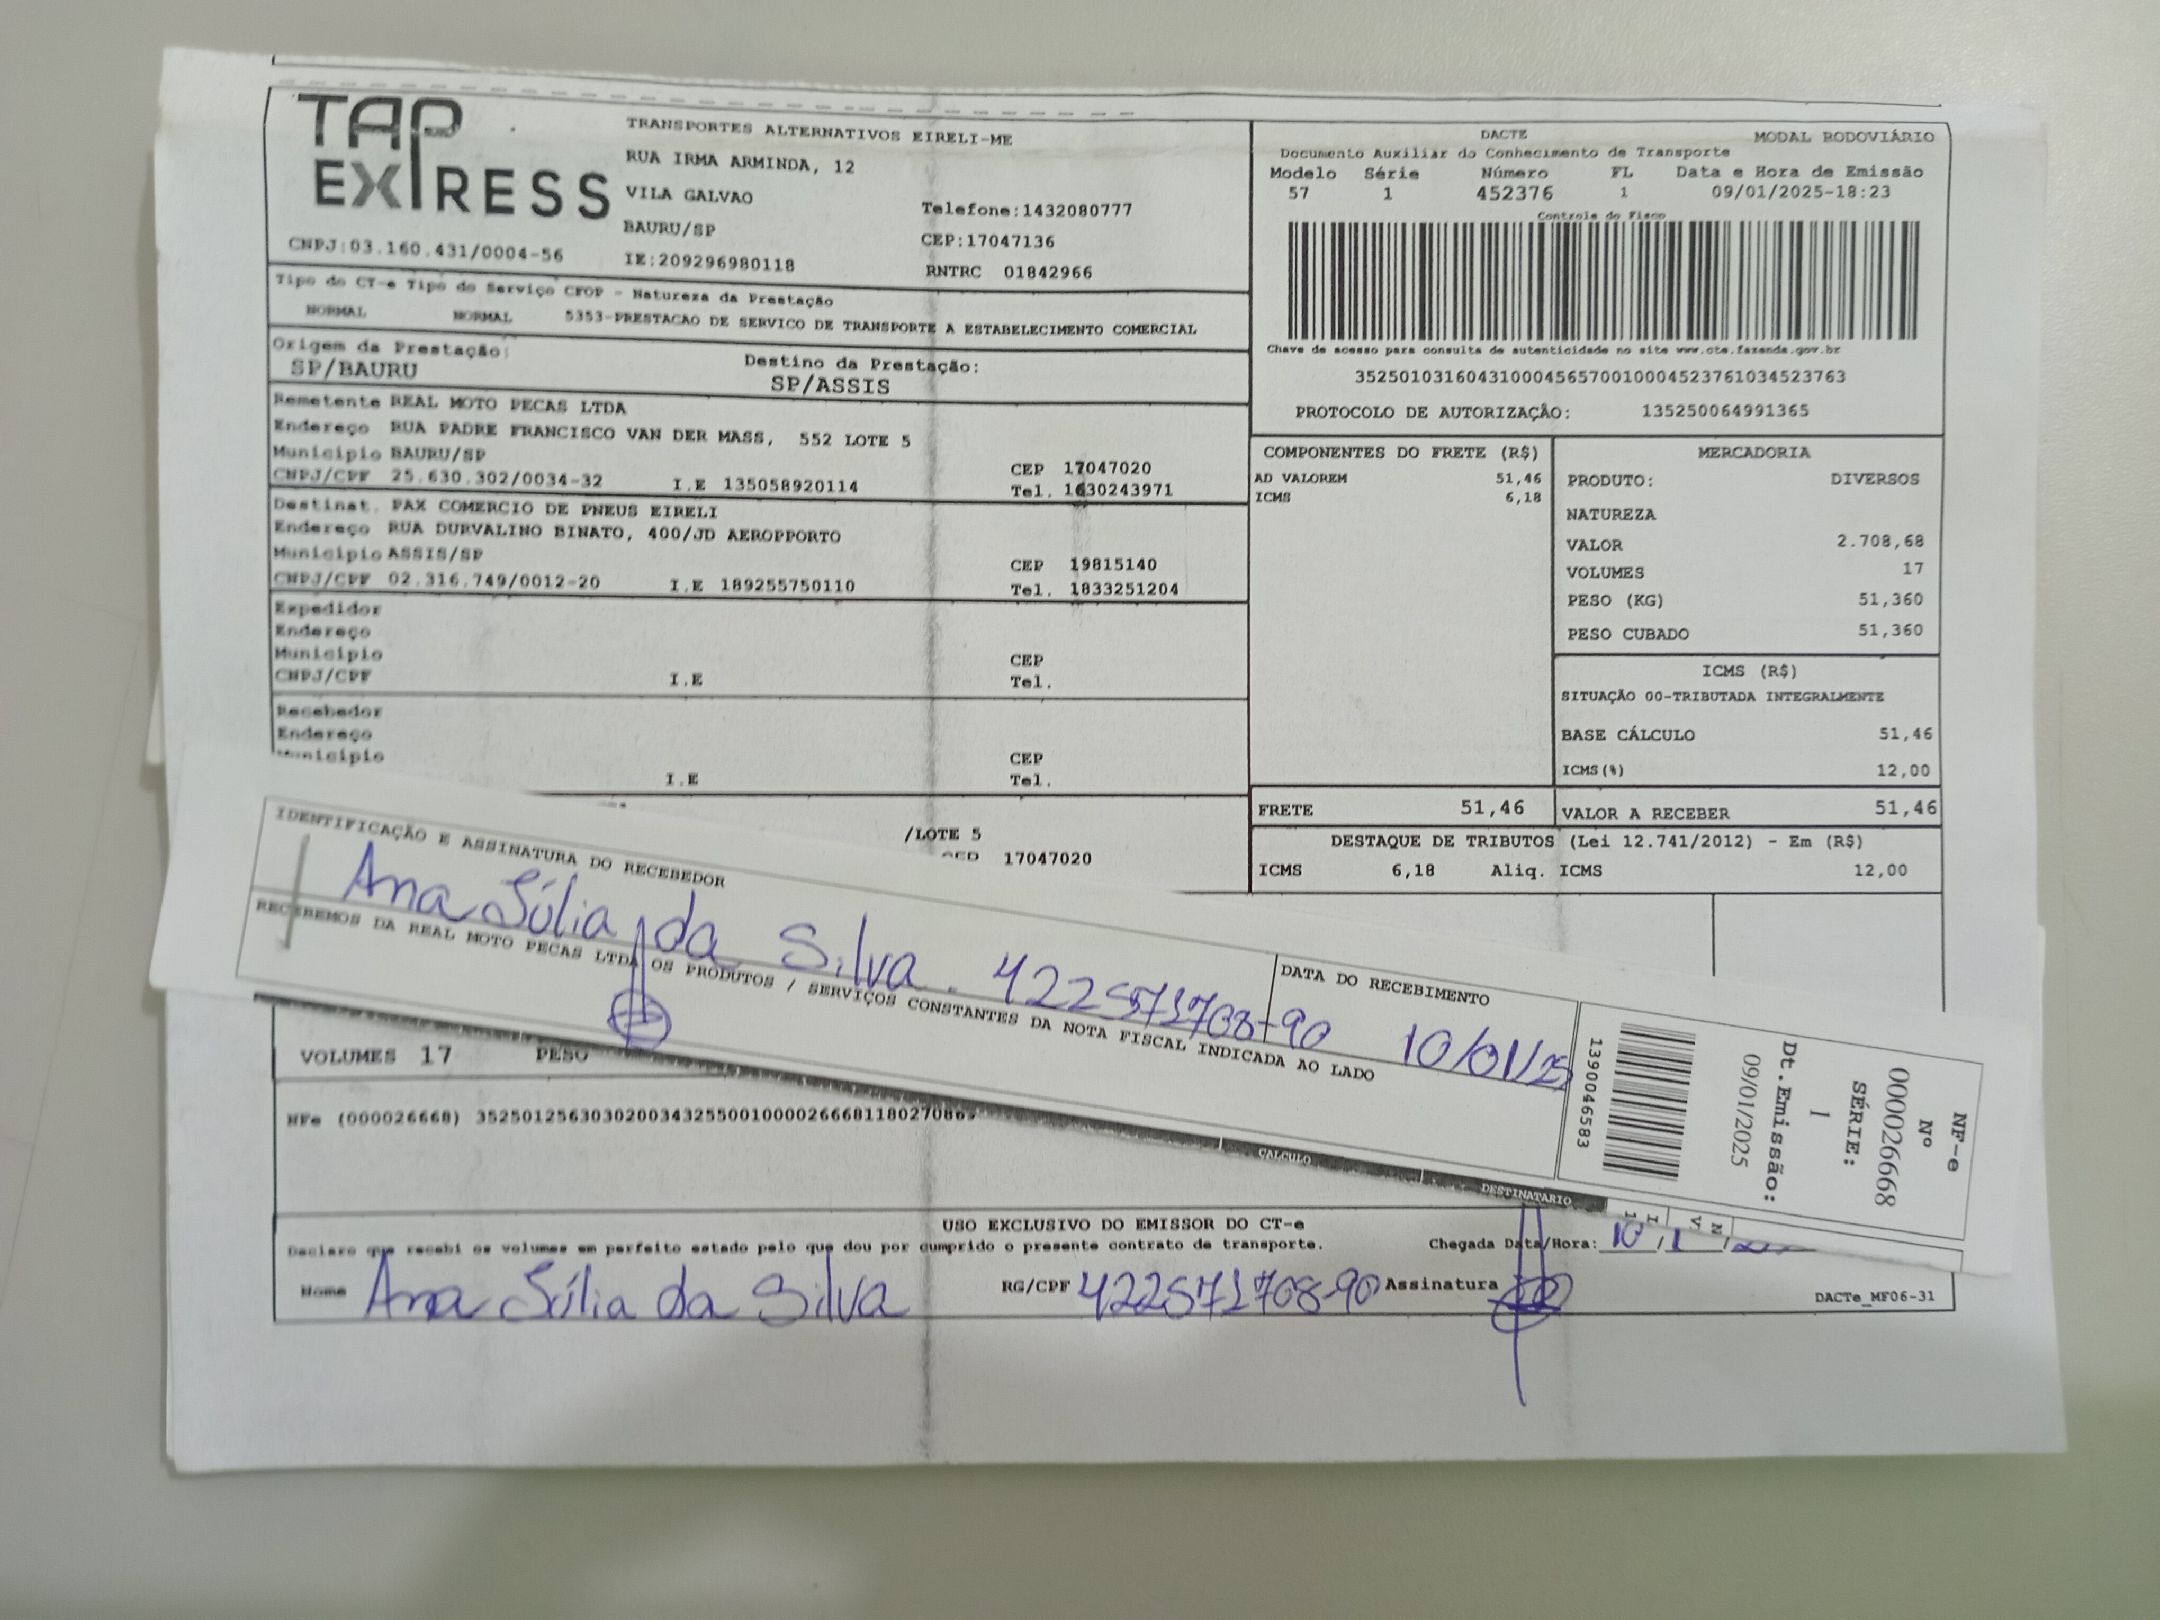 TAP EXPRESS
TRANSPORTES ALTERNATIVOS EIRELI-ME
RUA IRMA ARMINDA, 12
VILA GALVAO
Telefone:1432080777
BAURU/SP
CEP:17047136
CNPJ:03.160.431/0004-56
IE:209296980118
RNTRC 01842966
DACTE MODAL RODOVIÁRIO
Documento Auxiliar do Conhecimento de Transporte
Modelo Série Número FL Data e Hora de Emissão
57 1 452376 1 09/01/2025-18:23
Controle do Fisco
Chave de acesso para consulta de autenticidade no site www.cte.fazenda.gov.br
35250103160431000456570010004523761034523763
PROTOCOLO DE AUTORIZAÇÃO: 135250064991365
Tipo do CT-e Tipo do Serviço CFOP - Natureza da Prestação
NORMAL NORMAL 5353-PRESTACAO DE SERVICO DE TRANSPORTE A ESTABELECIMENTO COMERCIAL
Origem da Prestação: Destino da Prestação:
SP/BAURU SP/ASSIS
Remetente REAL MOTO PECAS LTDA
Endereço RUA PADRE FRANCISCO VAN DER MASS, 552 LOTE 5
Município BAURU/SP CEP 17047020
CNPJ/CPF 25.630.302/0034-32 I.E 135058920114 Tel. 1630243971
Destinat. PAX COMERCIO DE PNEUS EIRELI
Endereço RUA DURVALINO BINATO, 400/JD AEROPPORTO
Município ASSIS/SP CEP 19815140
CNPJ/CPF 02.316.749/0012-20 I.E 189255750110 Tel. 1833251204
Expedidor
Endereço
Município CEP
CNPJ/CPF I.E Tel.
Recebedor
Endereço
Município CEP
I.E Tel.
/LOTE 5
CEP 17047020
COMPONENTES DO FRETE (R$)
AD VALOREM 51,46
ICMS 6,18
MERCADORIA
PRODUTO: DIVERSOS
NATUREZA
VALOR 2.708,68
VOLUMES 17
PESO (KG) 51,360
PESO CUBADO 51,360
ICMS (R$)
SITUAÇÃO 00-TRIBUTADA INTEGRALMENTE
BASE CÁLCULO 51,46
ICMS(%) 12,00
FRETE 51,46 VALOR A RECEBER 51,46
DESTAQUE DE TRIBUTOS (Lei 12.741/2012) - Em (R$)
ICMS 6,18 Aliq. ICMS 12,00
IDENTIFICAÇÃO E ASSINATURA DO RECEBEDOR
Ana Júlia da Silva. 422571708-90
DATA DO RECEBIMENTO
10/01/25
RECEBEMOS DA REAL MOTO PECAS LTDA OS PRODUTOS / SERVIÇOS CONSTANTES DA NOTA FISCAL INDICADA AO LADO
1390046583
NF-e
Nº
000026668
SÉRIE:
1
Dt.Emissão:
09/01/2025
VOLUMES 17 PESO
CALCULO
DESTINATARIO
USO EXCLUSIVO DO EMISSOR DO CT-e
Declaro que recebi os volumes em perfeito estado pelo que dou por cumprido o presente contrato de transporte.
Chegada Data/Hora: 10/1/
Nome Ana Júlia da Silva RG/CPF 422571708-90 Assinatura
DACTe_MF06-31